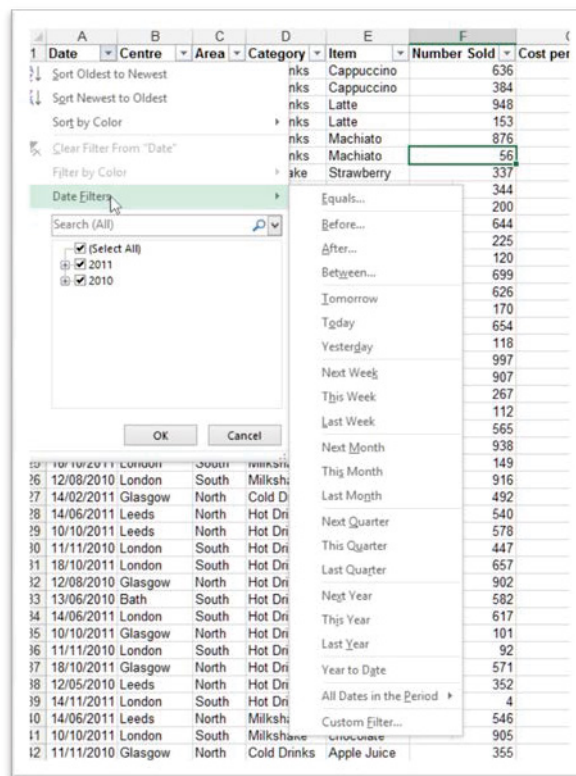 A B C D E F
1 Date Centre Area Category Item Number Sold Cost per
Sort Oldest to Newest
Sort Newest to Oldest
Sort by Color
Clear Filter From "Date"
Filter by Color
Date Filters
Search (All)
(Select All)
2011
2010
OK Cancel
nks Cappuccino 636
nks Cappuccino 384
nks Latte 948
nks Latte 153
nks Machiato 876
nks Machiato 56
ake Strawberry 337
344
200
644
225
120
699
626
170
654
118
997
907
267
112
565
938
Equals...
Before...
After...
Between...
Tomorrow
Today
Yesterday
Next Week
This Week
Last Week
Next Month
This Month
Last Month
Next Quarter
This Quarter
Last Quarter
Next Year
This Year
Last Year
Year to Date
All Dates in the Period
Custom Filter...
25 18/10/2011 London South Milksh 149
26 12/08/2010 London South Milksh 916
27 14/02/2011 Glasgow North Cold D 492
28 14/06/2011 Leeds North Hot Dri 540
29 10/10/2011 Leeds North Hot Dri 578
30 11/11/2010 London South Hot Dri 447
31 18/10/2011 London South Hot Dri 657
32 12/08/2010 Glasgow North Hot Dri 902
33 13/06/2010 Bath South Hot Dri 582
34 14/06/2011 London South Hot Dri 617
35 10/10/2011 Glasgow North Hot Dri 101
36 11/11/2010 London South Hot Dri 92
37 18/10/2011 Glasgow North Hot Dri 571
38 12/05/2010 Leeds North Hot Dri 352
39 14/11/2011 London South Hot Dri 4
40 14/06/2011 Leeds North Milksha 546
41 10/10/2011 London South Milkshake Chocolate 905
42 11/11/2010 Glasgow North Cold Drinks Apple Juice 355